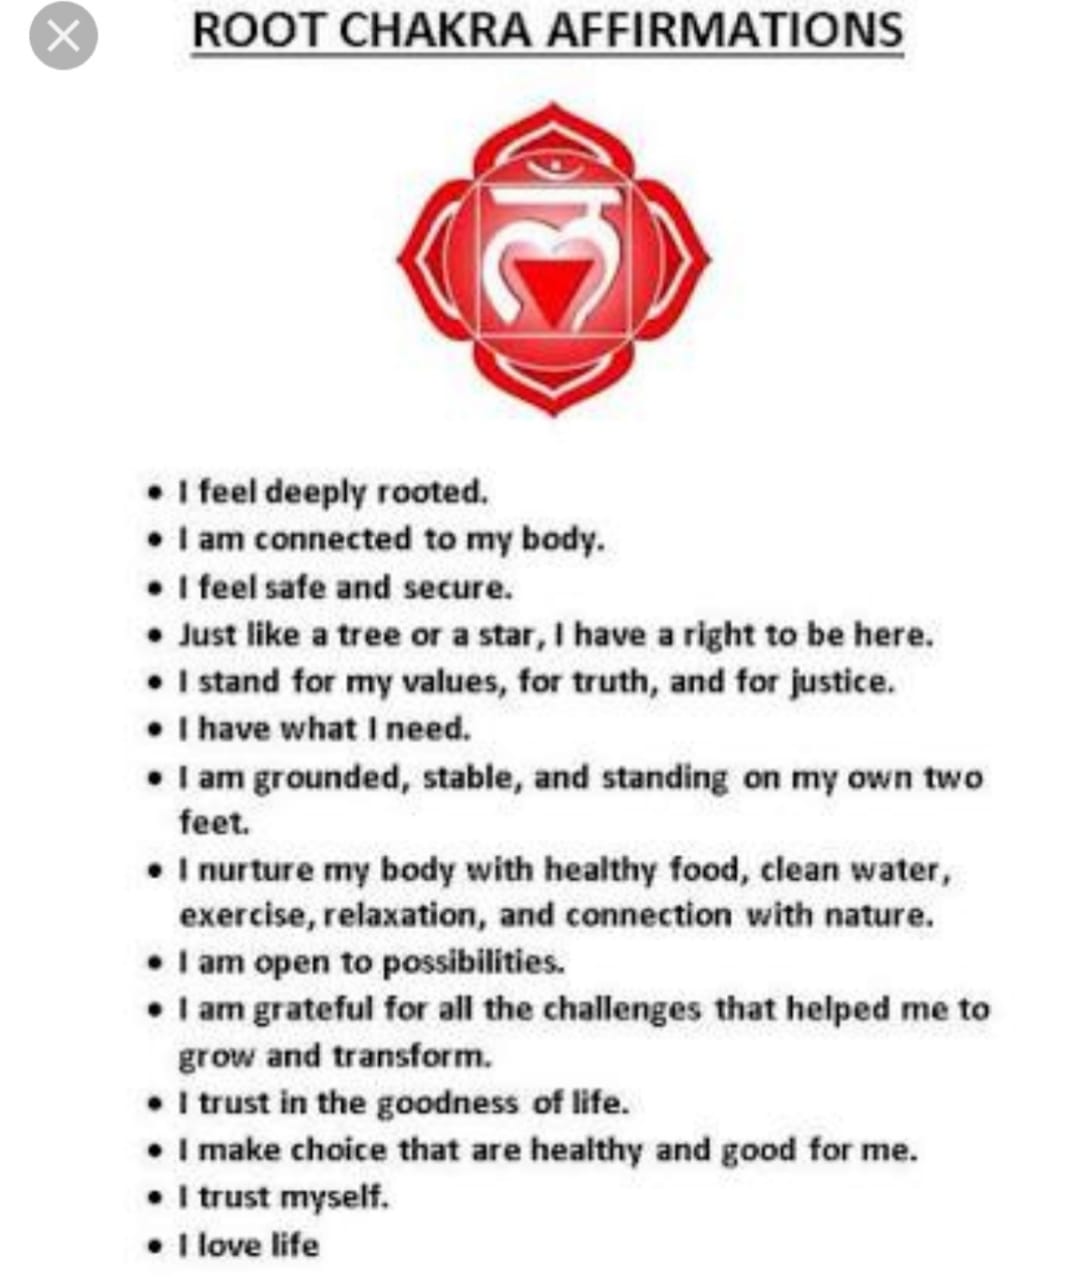 ROOT CHAKRA AFFIRMATIONS
लं
• I feel deeply rooted.
• I am connected to my body.
• I feel safe and secure.
• Just like a tree or a star, I have a right to be here.
• I stand for my values, for truth, and for justice.
• I have what I need.
• I am grounded, stable, and standing on my own two
feet.
• I nurture my body with healthy food, clean water,
exercise, relaxation, and connection with nature.
• I am open to possibilities.
• I am grateful for all the challenges that helped me to
grow and transform.
• I trust in the goodness of life.
• I make choice that are healthy and good for me.
• I trust myself.
• I love life